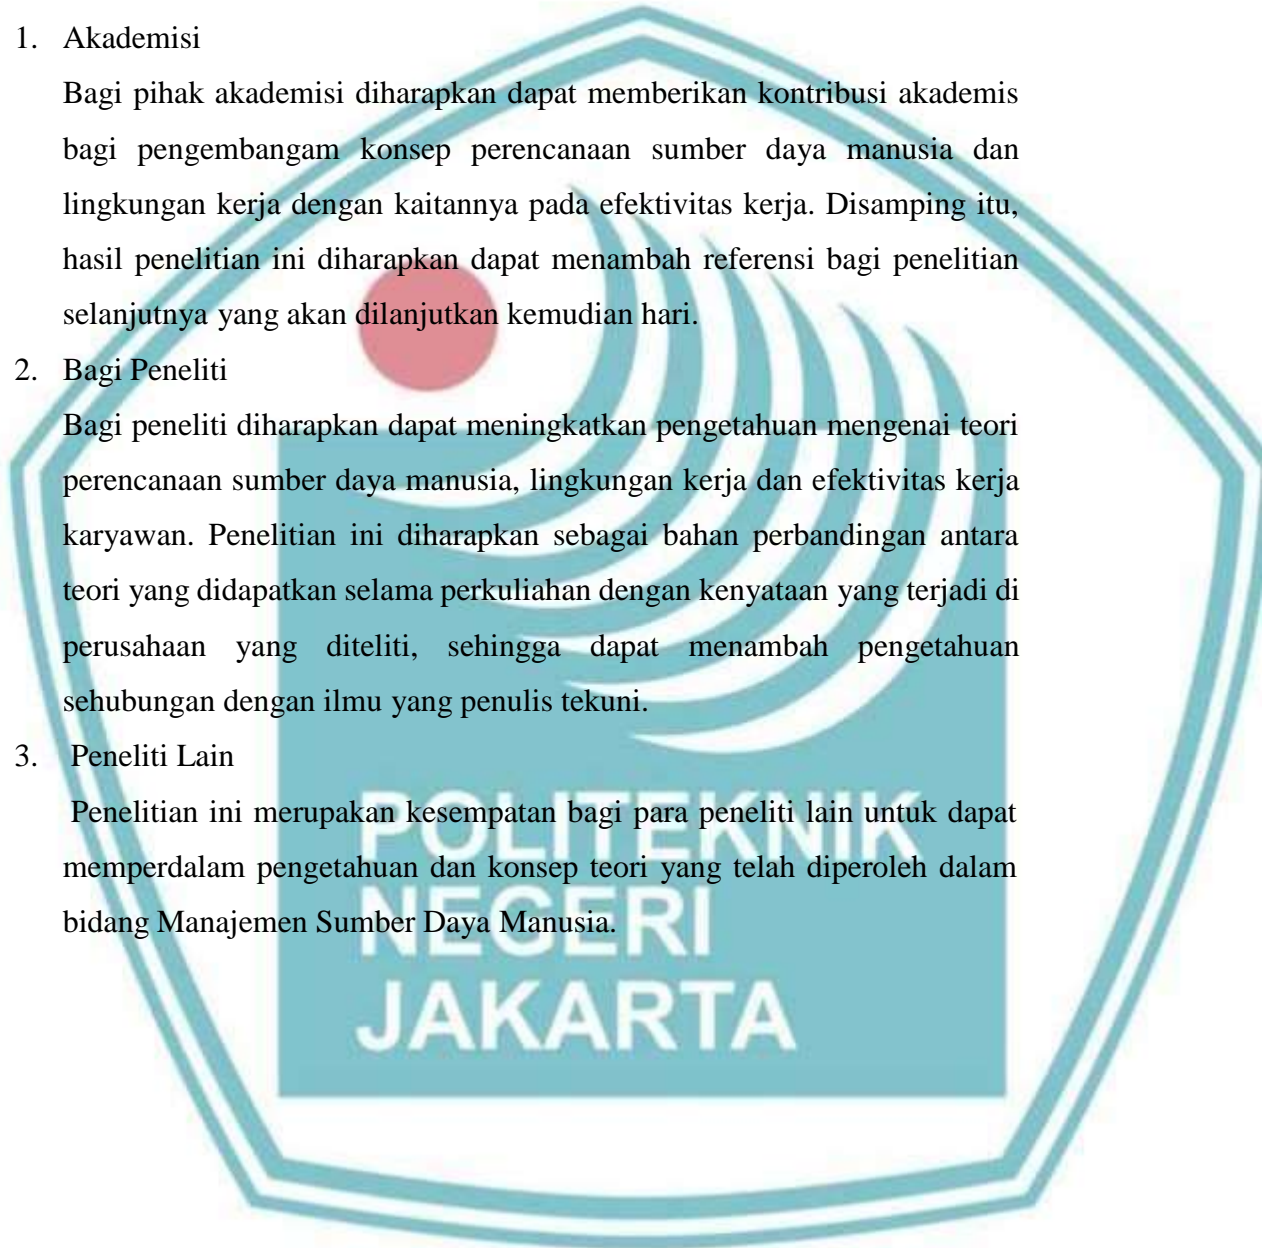 1. Akademisi
Bagi pihak akademisi diharapkan dapat memberikan kontribusi akademis
bagi pengembangam konsep perencanaan sumber daya manusia dan
lingkungan kerja dengan kaitannya pada efektivitas kerja. Disamping itu,
hasil penelitian ini diharapkan dapat menambah referensi bagi penelitian
selanjutnya yang akan dilanjutkan kemudian hari.
2. Bagi Peneliti
Bagi peneliti diharapkan dapat meningkatkan pengetahuan mengenai teori
perencanaan sumber daya manusia, lingkungan kerja dan efektivitas kerja
karyawan. Penelitian ini diharapkan sebagai bahan perbandingan antara
teori yang didapatkan selama perkuliahan dengan kenyataan yang terjadi di
perusahaan yang diteliti, sehingga dapat menambah pengetahuan
sehubungan dengan ilmu yang penulis tekuni.
3. Peneliti Lain
Penelitian ini merupakan kesempatan bagi para peneliti lain untuk dapat
memperdalam pengetahuan dan konsep teori yang telah diperoleh dalam
bidang Manajemen Sumber Daya Manusia.
POLITEKNIK
NEGERI
JAKARTA